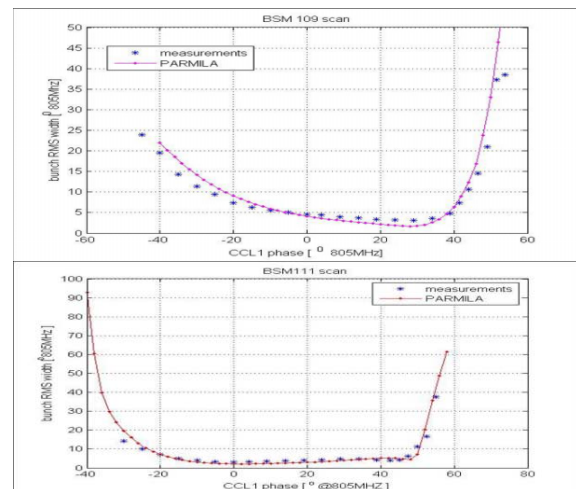 BSM 109 scan
50
45
40
35
30
25
20
15
10
5
0
bunch RMS width [° 805Mhz]
measurements
PARMILA
-60 -40 -20 0 20 40 60
CCL1 phase [° 805MHz]
BSM111 scan
100
90
80
70
60
50
40
30
20
10
0
bunch RMS width [°805MHz]
measurements
PARMILA
-40 -20 0 20 40 60 80
CCL1 phase [° @805MHZ]